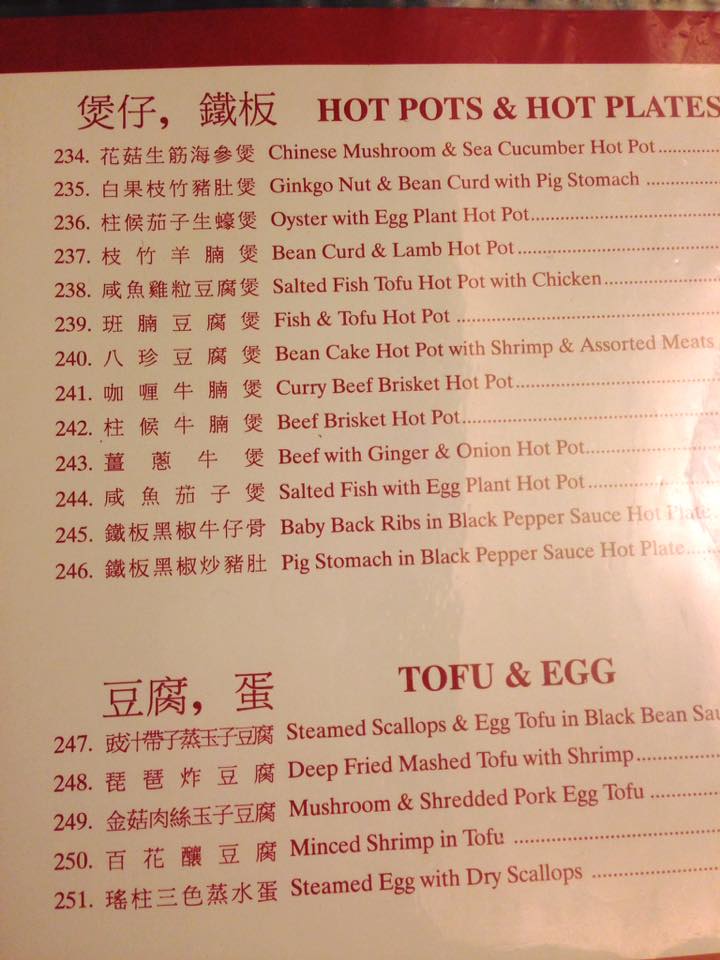 煲仔，鐵板 HOT POTS & HOT PLATES
234. 花菇生筋海參煲 Chinese Mushroom & Sea Cucumber Hot Pot
235. 白果枝竹豬肚煲 Ginkgo Nut & Bean Curd with Pig Stomach
236. 柱候茄子生蠔煲 Oyster with Egg Plant Hot Pot
237. 枝竹羊腩煲 Bean Curd & Lamb Hot Pot
238. 咸魚雞粒豆腐煲 Salted Fish Tofu Hot Pot with Chicken
239. 班腩豆腐煲 Fish & Tofu Hot Pot
240. 八珍豆腐煲 Bean Cake Hot Pot with Shrimp & Assorted Meats
241. 咖喱牛腩煲 Curry Beef Brisket Hot Pot
242. 柱候牛腩煲 Beef Brisket Hot Pot
243. 薑蔥牛煲 Beef with Ginger & Onion Hot Pot
244. 咸魚茄子煲 Salted Fish with Egg Plant Hot Pot
245. 鐵板黑椒牛仔骨 Baby Back Ribs in Black Pepper Sauce Hot Plate
246. 鐵板黑椒炒豬肚 Pig Stomach in Black Pepper Sauce Hot Plate
豆腐，蛋 TOFU & EGG
247. 豉汁帶子蒸玉子豆腐 Steamed Scallops & Egg Tofu in Black Bean Sau
248. 琵琶炸豆腐 Deep Fried Mashed Tofu with Shrimp
249. 金菇肉絲玉子豆腐 Mushroom & Shredded Pork Egg Tofu
250. 百花釀豆腐 Minced Shrimp in Tofu
251. 瑤柱三色蒸水蛋 Steamed Egg with Dry Scallops